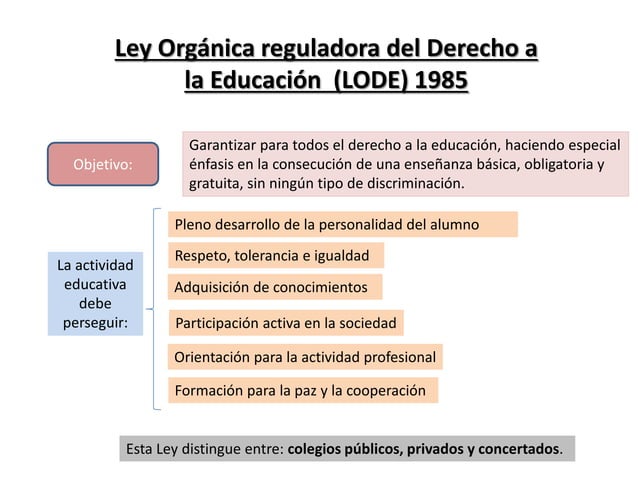 Ley Orgánica reguladora del Derecho a
la Educación (LODE) 1985
Objetivo:
Garantizar para todos el derecho a la educación, haciendo especial
énfasis en la consecución de una enseñanza básica, obligatoria y
gratuita, sin ningún tipo de discriminación.
La actividad
educativa
debe
perseguir:
Pleno desarrollo de la personalidad del alumno
Respeto, tolerancia e igualdad
Adquisición de conocimientos
Participación activa en la sociedad
Orientación para la actividad profesional
Formación para la paz y la cooperación
Esta Ley distingue entre: colegios públicos, privados y concertados.